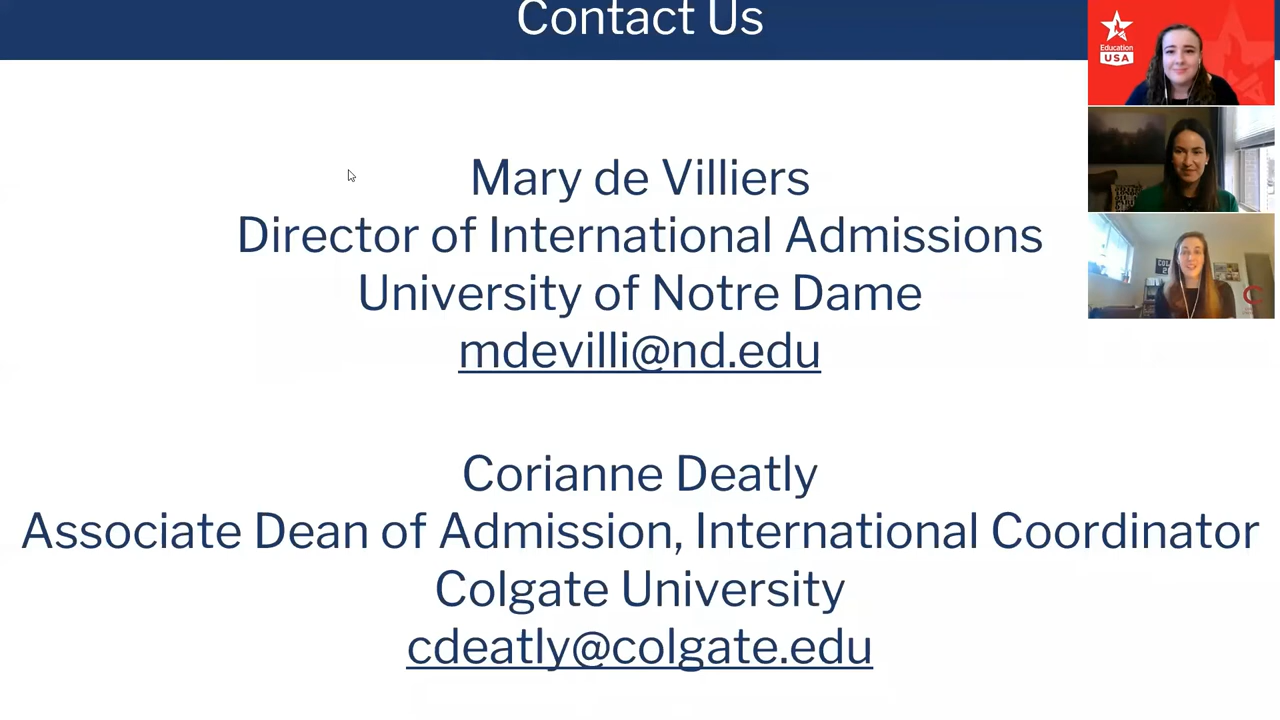 Contact Us
Education
USA
Mary de Villiers
Director of International Admissions
University of Notre Dame
mdevilli@nd.edu
Corianne Deatly
Associate Dean of Admission, International Coordinator
Colgate University
cdeatly@colgate.edu